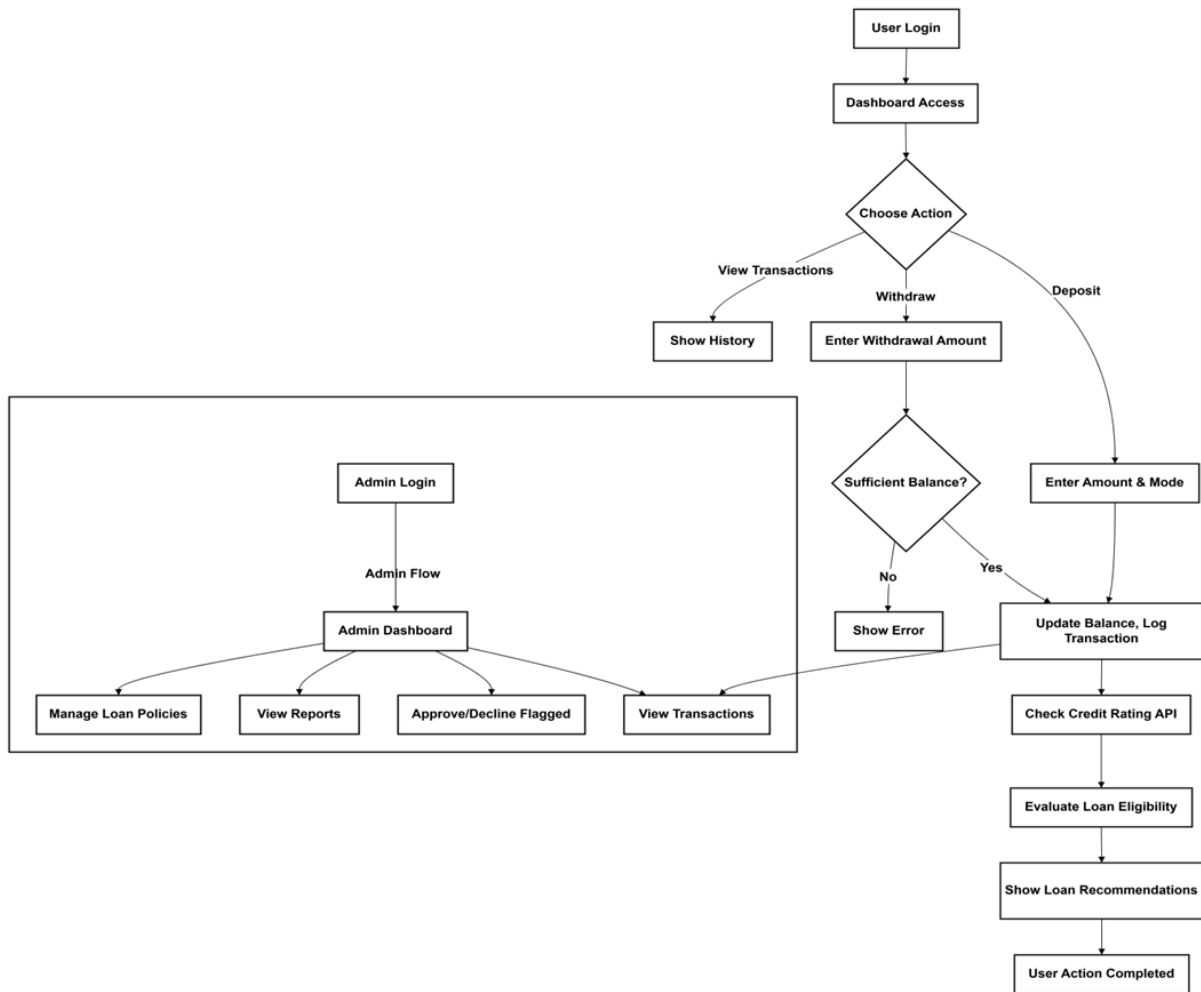 User Login
Dashboard Access
Choose Action
View Transactions
Withdraw
Deposit
Show History
Enter Withdrawal Amount
Admin Login
Sufficient Balance?
Enter Amount & Mode
Admin Flow
No
Yes
Admin Dashboard
Show Error
Update Balance, Log
Transaction
Manage Loan Policies
View Reports
Approve/Decline Flagged
View Transactions
Check Credit Rating API
Evaluate Loan Eligibility
Show Loan Recommendations
User Action Completed